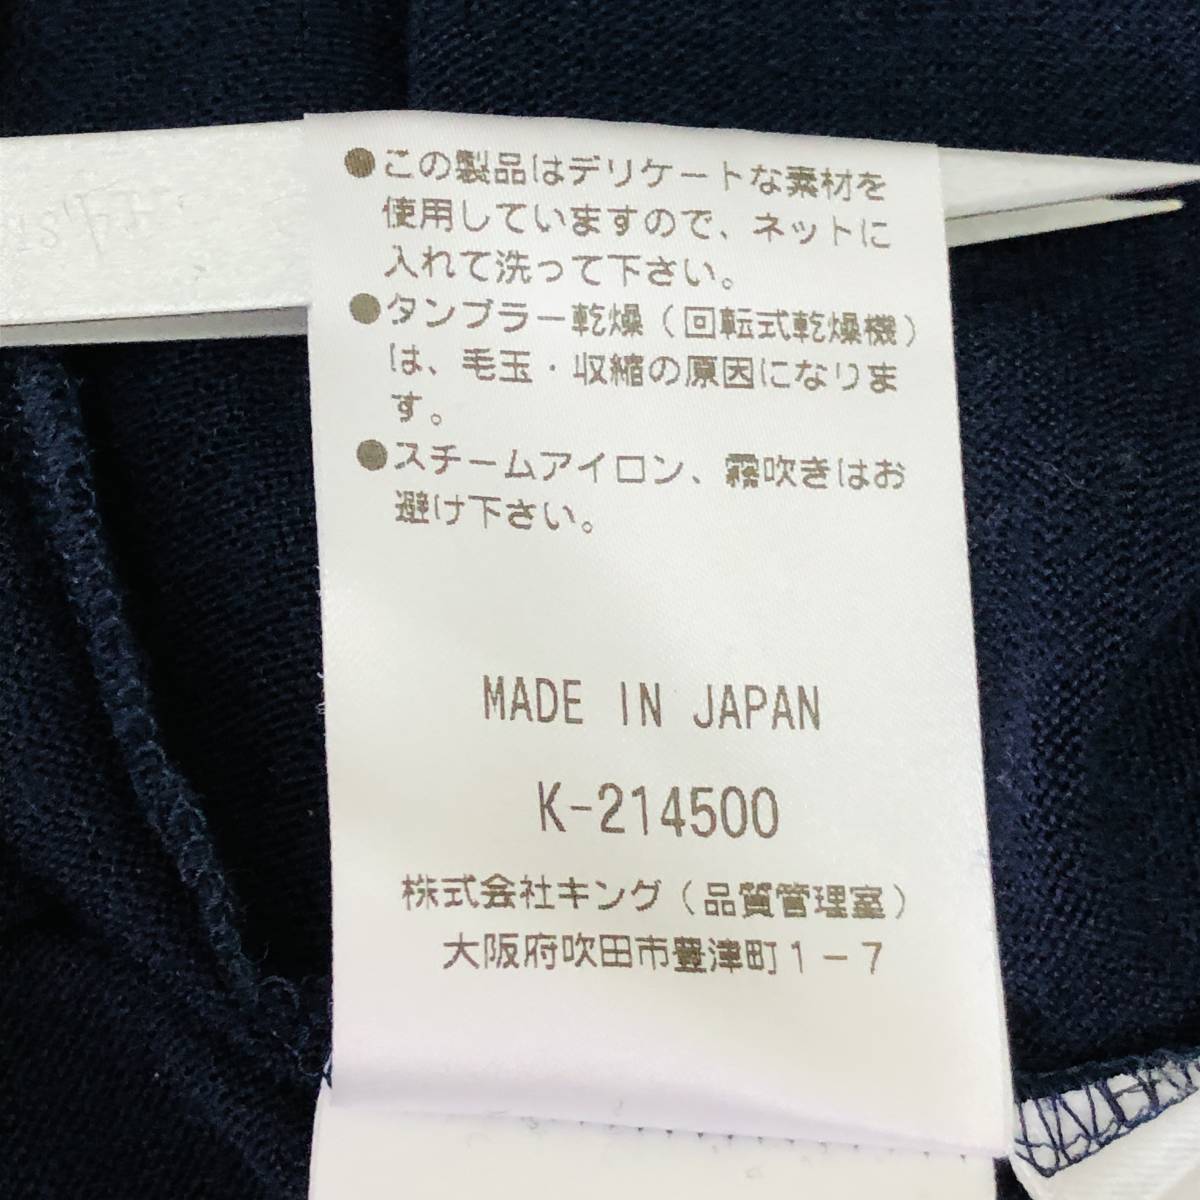 ●この製品はデリケートな素材を
使用していますので、ネットに
入れて洗って下さい。
●タンブラー乾燥（回転式乾燥機）
は、毛玉・収縮の原因になりま
す。
●スチームアイロン、霧吹きはお
避け下さい。
MADE IN JAPAN
K-214500
株式会社キング（品質管理室）
大阪府吹田市豊津町1－7